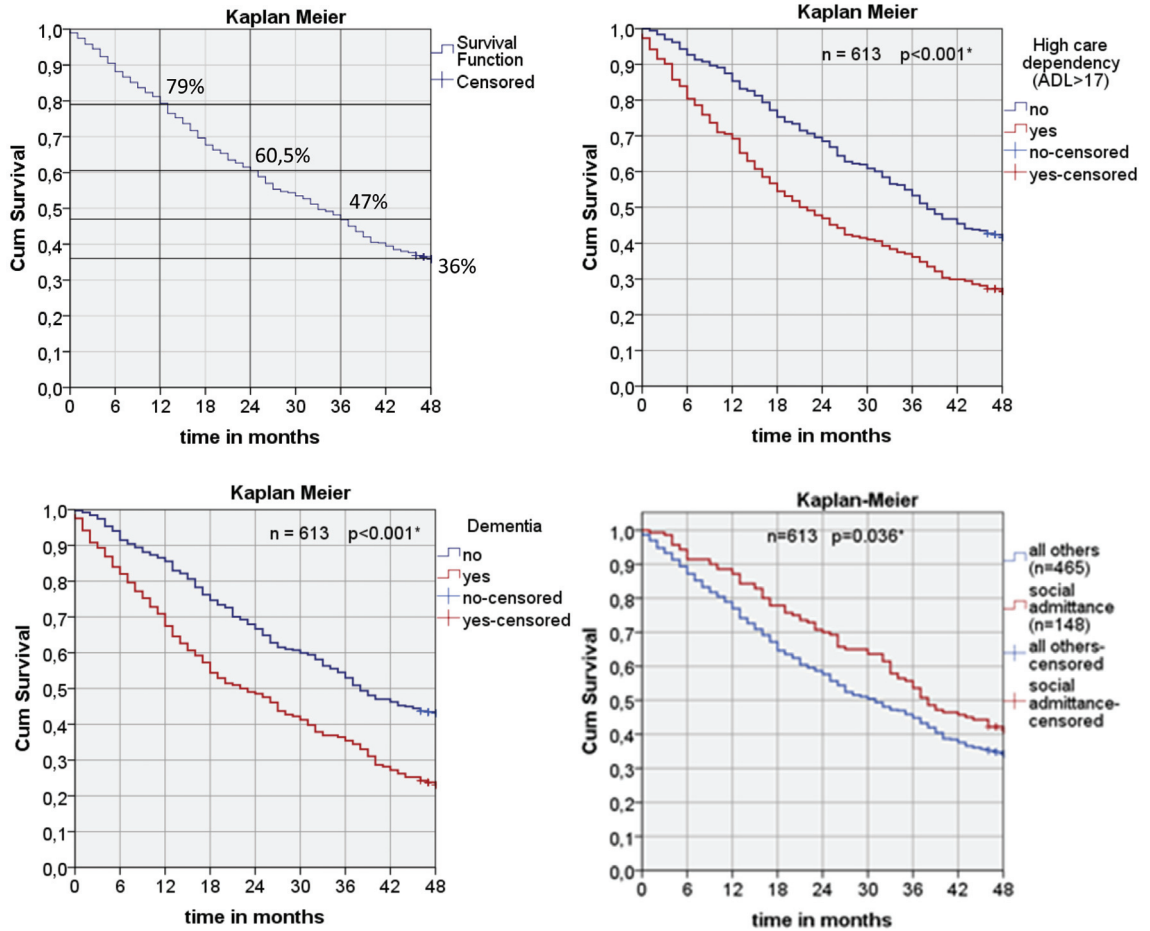 Kaplan Meier
1,0
0,9
0,8
0,7
0,6
0,5
0,4
0,3
0,2
0,1
0,0
Cum Survival
79%
60,5%
47%
36%
Survival
Function
Censored
0 6 12 18 24 30 36 42 48
time in months
Kaplan Meier
n = 613 p<0.001*
1,0
0,9
0,8
0,7
0,6
0,5
0,4
0,3
0,2
0,1
0,0
Cum Survival
High care
dependency
(ADL>17)
no
yes
no-censored
yes-censored
0 6 12 18 24 30 36 42 48
time in months
Kaplan Meier
n = 613 p<0.001*
1,0
0,9
0,8
0,7
0,6
0,5
0,4
0,3
0,2
0,1
0,0
Cum Survival
Dementia
no
yes
no-censored
yes-censored
0 6 12 18 24 30 36 42 48
time in months
Kaplan-Meier
n=613 p=0.036*
1,0
0,9
0,8
0,7
0,6
0,5
0,4
0,3
0,2
0,1
0,0
Cum Survival
all others
(n=465)
social
admittance
(n=148)
all others-
censored
social
admittance-
censored
0 6 12 18 24 30 36 42 48
time in months